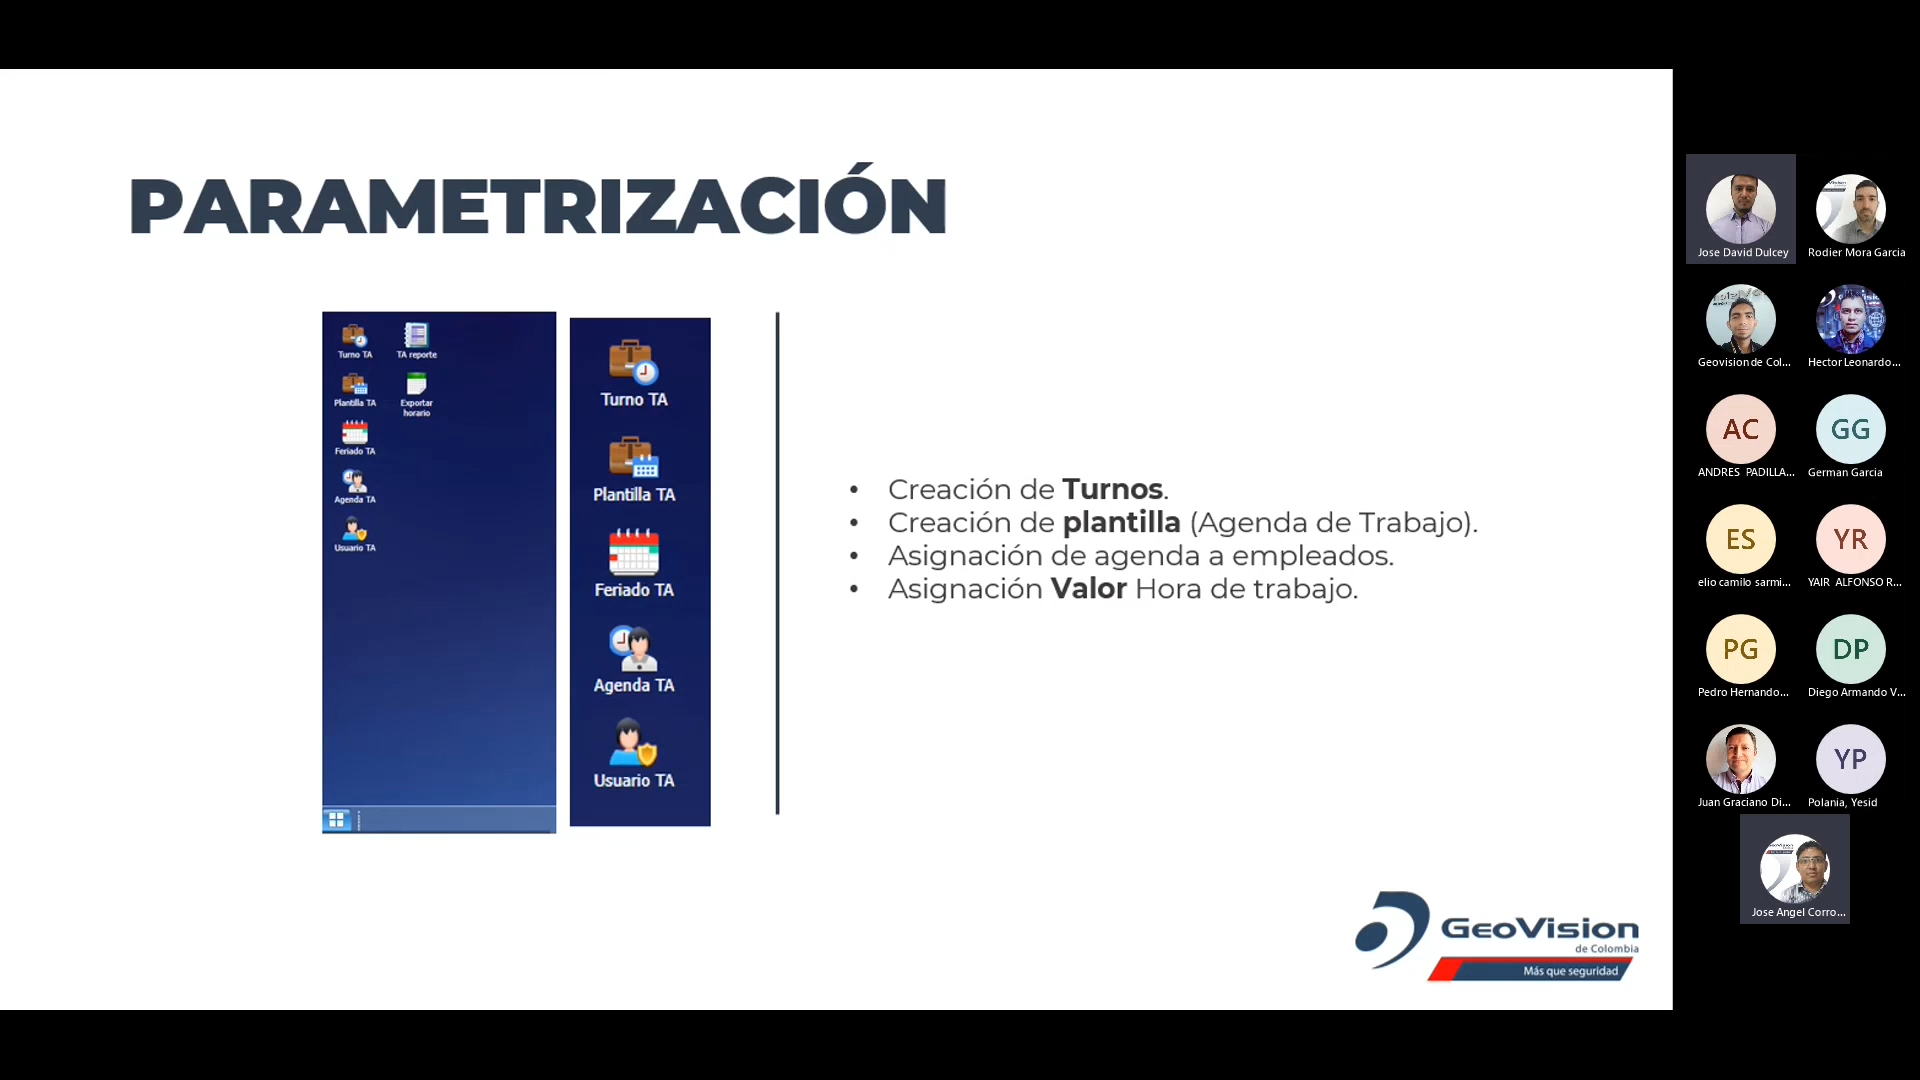 PARAMETRIZACIÓN
Turno TA
TA reporte
Plantilla TA
Exportar
horario
Feriado TA
Agenda TA
Usuario TA
Turno TA
Plantilla TA
Feriado TA
Agenda TA
Usuario TA
• Creación de Turnos.
• Creación de plantilla (Agenda de Trabajo).
• Asignación de agenda a empleados.
• Asignación Valor Hora de trabajo.
GeoVision
de Colombia
Más que seguridad
Jose David Dulcey
Rodier Mora Garcia
Geovision de Col...
Hector Leonardo...
AC
GG
ANDRES PADILLA...
German Garcia
ES
YR
elio camilo sarmi...
YAIR ALFONSO R...
PG
DP
Pedro Hernando...
Diego Armando V...
YP
Juan Graciano Di...
Polania, Yesid
Jose Angel Corro...